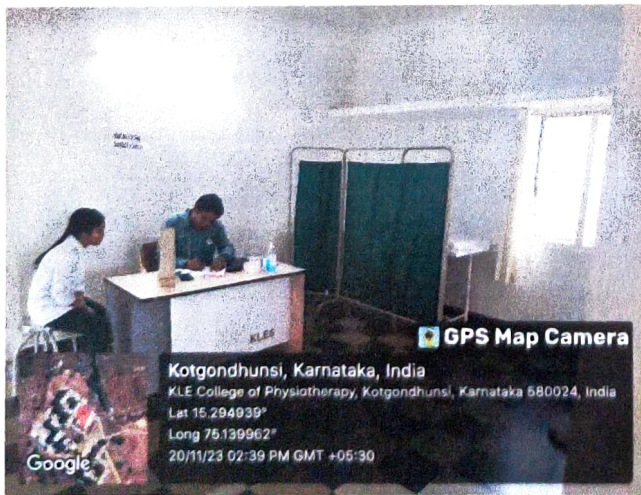 KLES
GPS Map Camera
Kotgondhunsi, Karnataka, India
KLE College of Physiotherapy, Kotgondhunsi, Karnataka 580024, India
Lat 15.294939°
Long 75.139962°
20/11/23 02:39 PM GMT +05:30
Google